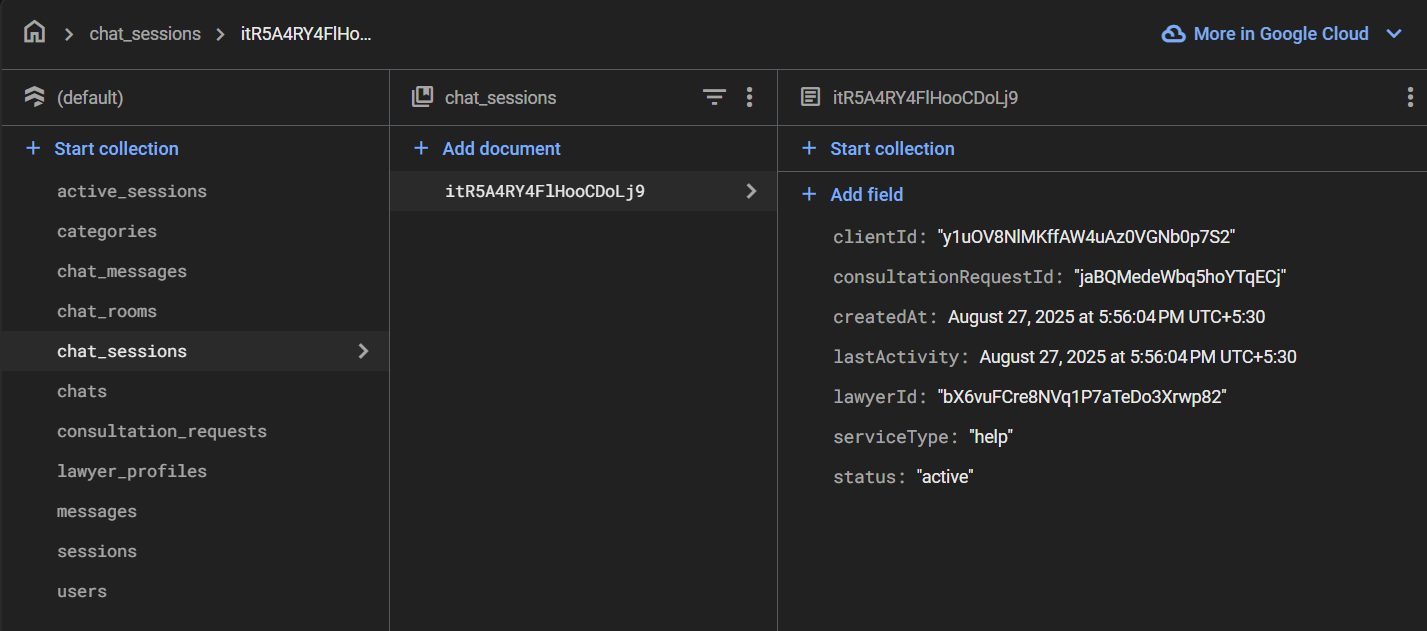 chat_sessions
itR5A4RY4FlHo...
More in Google Cloud
(default)
Start collection
active_sessions
categories
chat_messages
chat_rooms
chat_sessions
chats
consultation_requests
lawyer_profiles
messages
sessions
users
chat_sessions
Add document
itR5A4RY4FlHooCDoLj9
itR5A4RY4FlHooCDoLj9
Start collection
Add field
clientId: "y1uOV8NlMKffAW4uAz0VGNb0p7S2"
consultationRequestId: "jaBQMedeWbq5hoYTqECj"
createdAt: August 27, 2025 at 5:56:04 PM UTC+5:30
lastActivity: August 27, 2025 at 5:56:04 PM UTC+5:30
lawyerId: "bX6vuFCre8NVq1P7aTeDo3Xrwp82"
serviceType: "help"
status: "active"